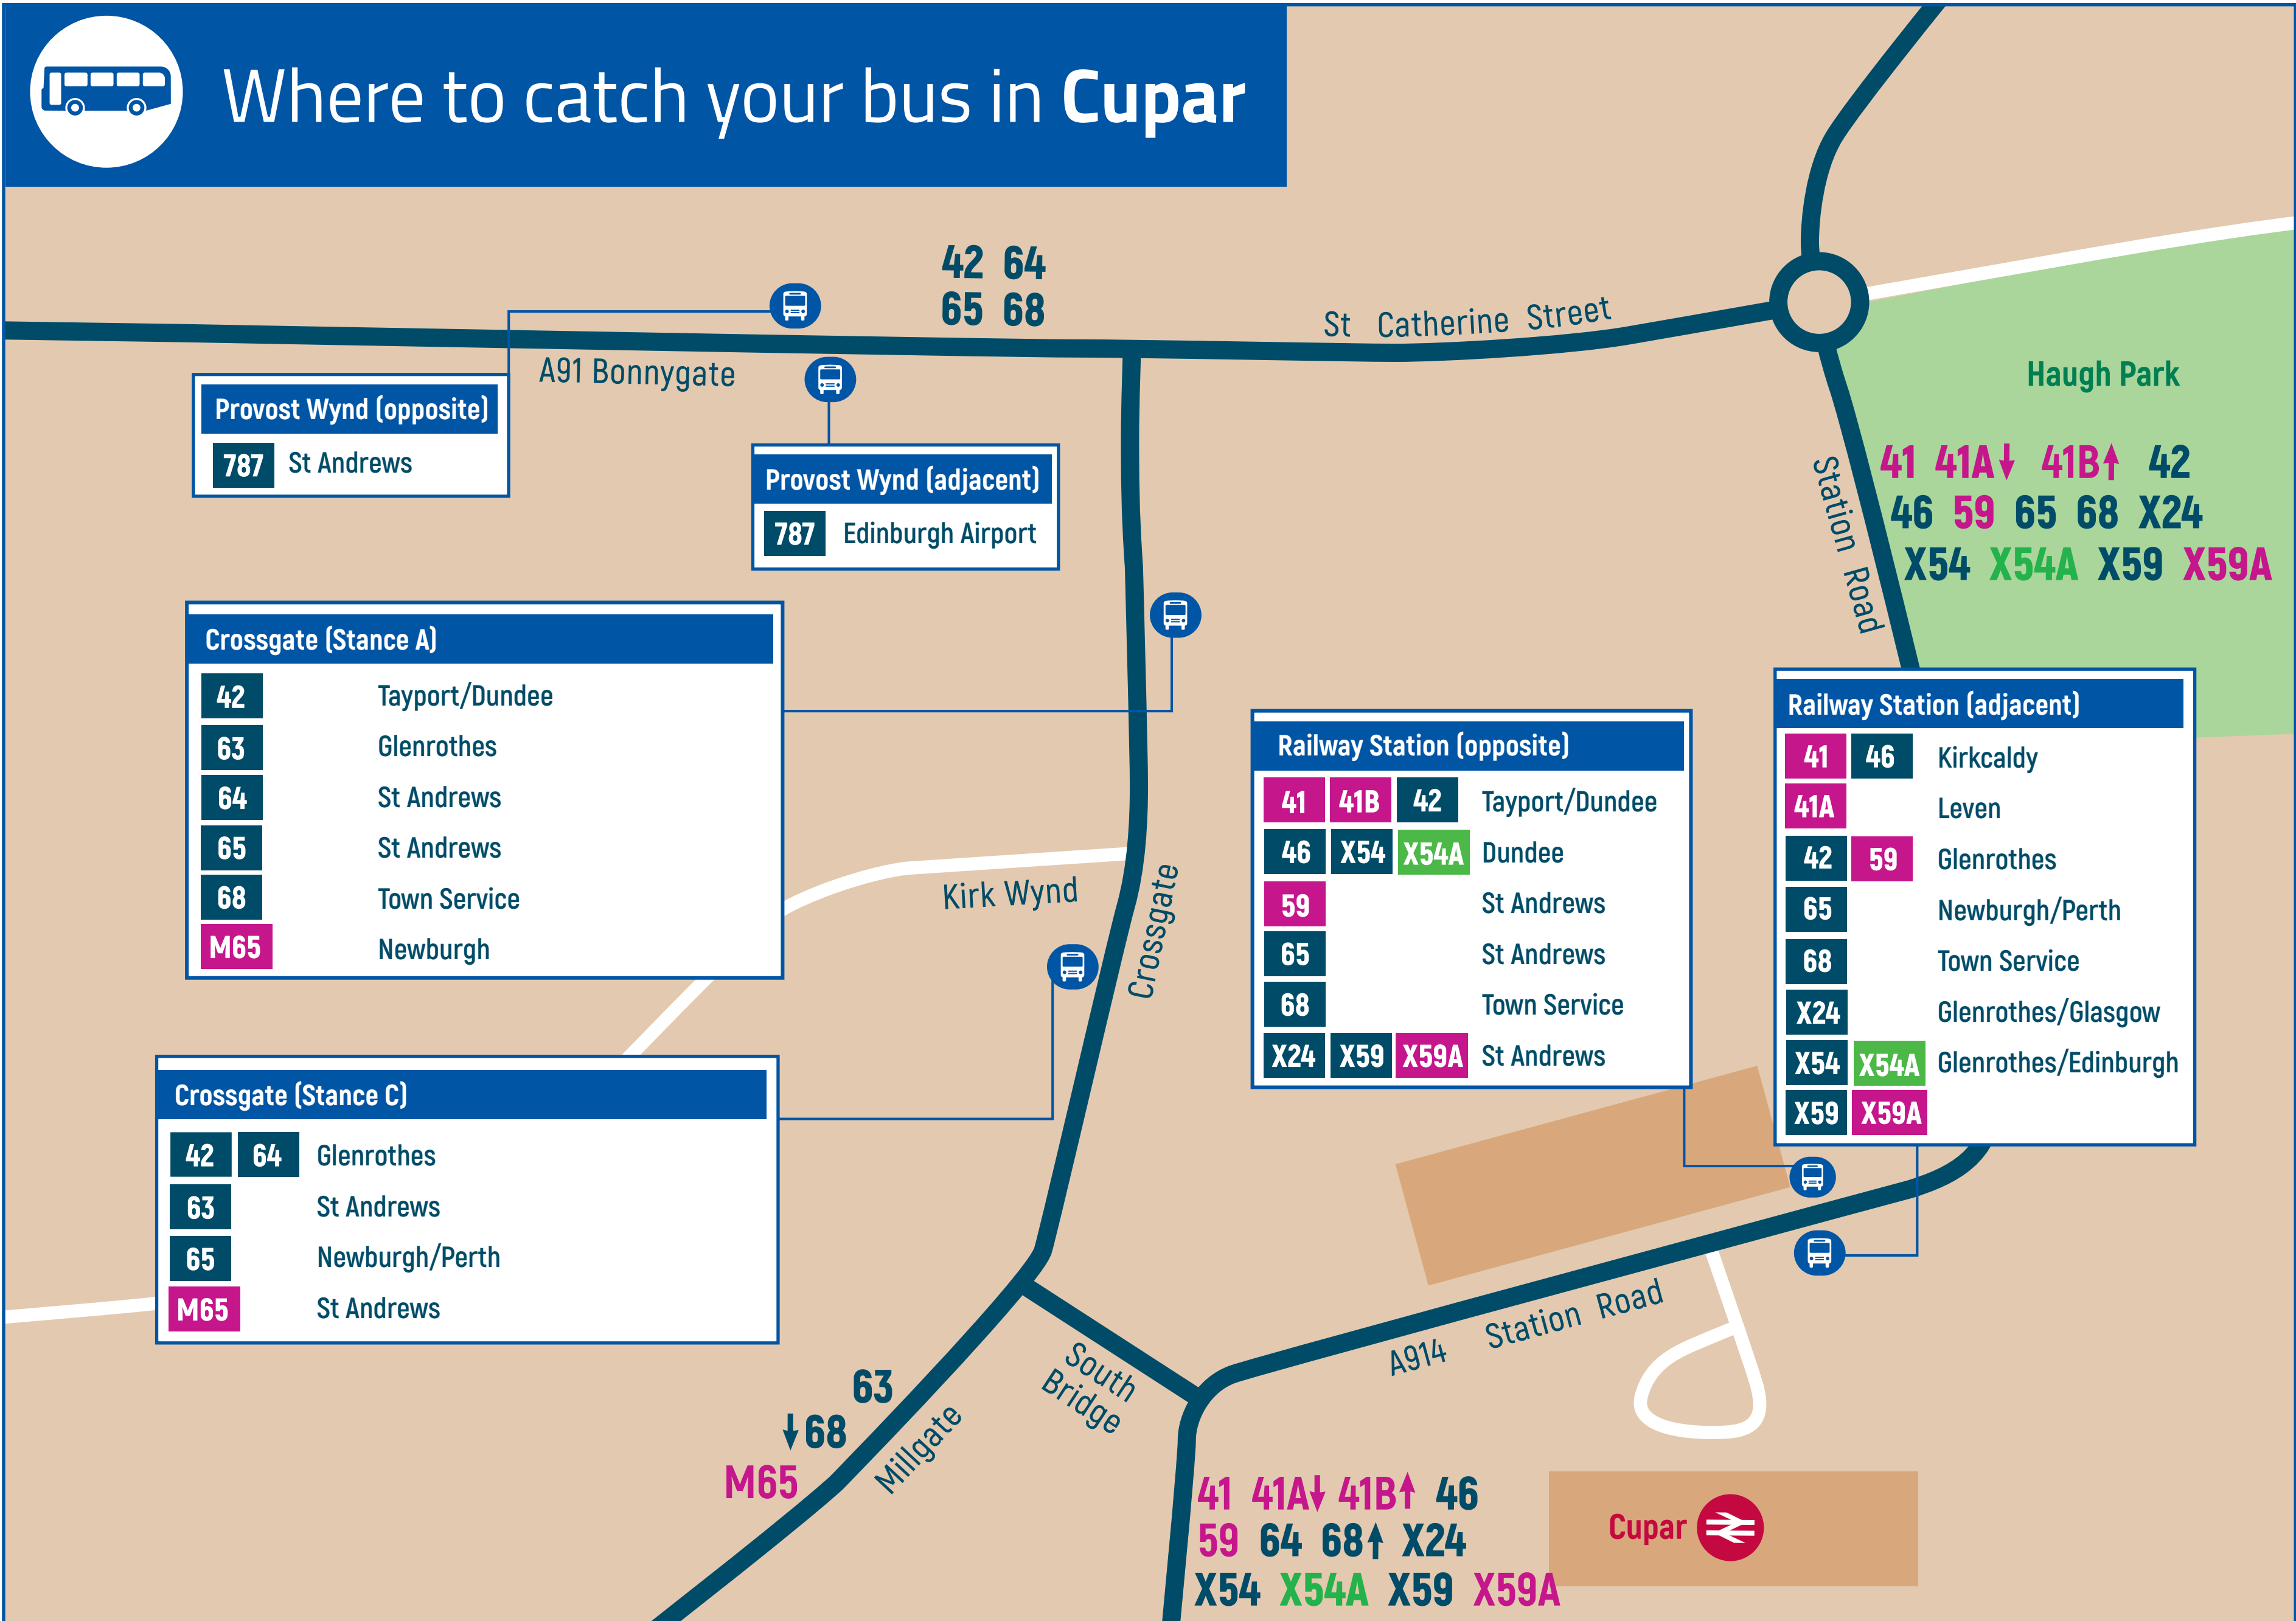 Where to catch your bus in Cupar
42 64
65 68
St Catherine Street
A91 Bonnygate
Haugh Park
Provost Wynd (opposite)
787 St Andrews
Provost Wynd (adjacent)
787 Edinburgh Airport
Station Road
41 41A↓ 41B↑ 42
46 59 65 68 X24
X54 X54A X59 X59A
Crossgate (Stance A)
42 Tayport/Dundee
63 Glenrothes
64 St Andrews
65 St Andrews
68 Town Service
M65 Newburgh
Kirk Wynd
Crossgate
Railway Station (opposite)
41 41B 42 Tayport/Dundee
46 X54 X54A Dundee
59 St Andrews
65 St Andrews
68 Town Service
X24 X59 X59A St Andrews
Railway Station (adjacent)
41 46 Kirkcaldy
41A Leven
42 59 Glenrothes
65 Newburgh/Perth
68 Town Service
X24 Glenrothes/Glasgow
X54 X54A Glenrothes/Edinburgh
X59 X59A
Crossgate (Stance C)
42 64 Glenrothes
63 St Andrews
65 Newburgh/Perth
M65 St Andrews
A914 Station Road
South
Bridge
63
↓68
M65
Millgate
41 41A↓ 41B↑ 46
59 64 68↑ X24
X54 X54A X59 X59A
Cupar